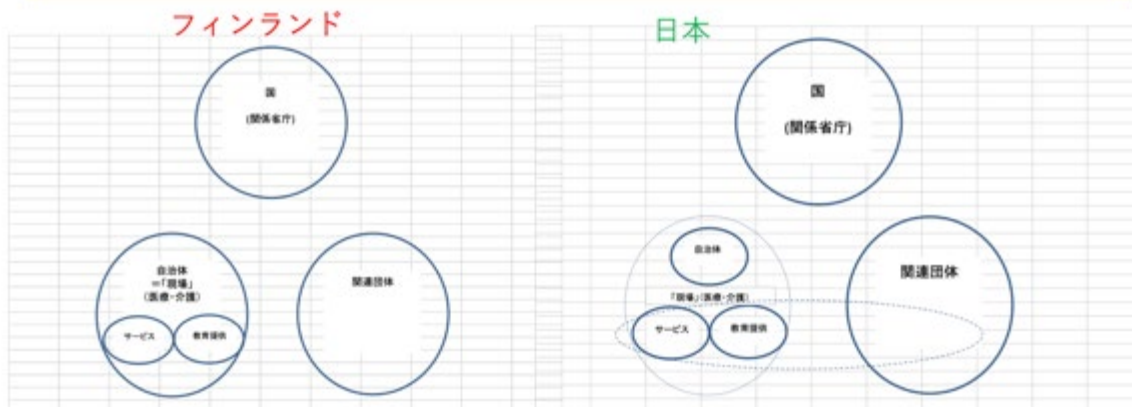 フィンランド
国
(関係省庁)
自治体
=「現場」
(医療・介護)
サービス
教育提供
関連団体
日本
国
(関係省庁)
自治体
「現場」(医療・介護)
サービス
教育提供
関連団体